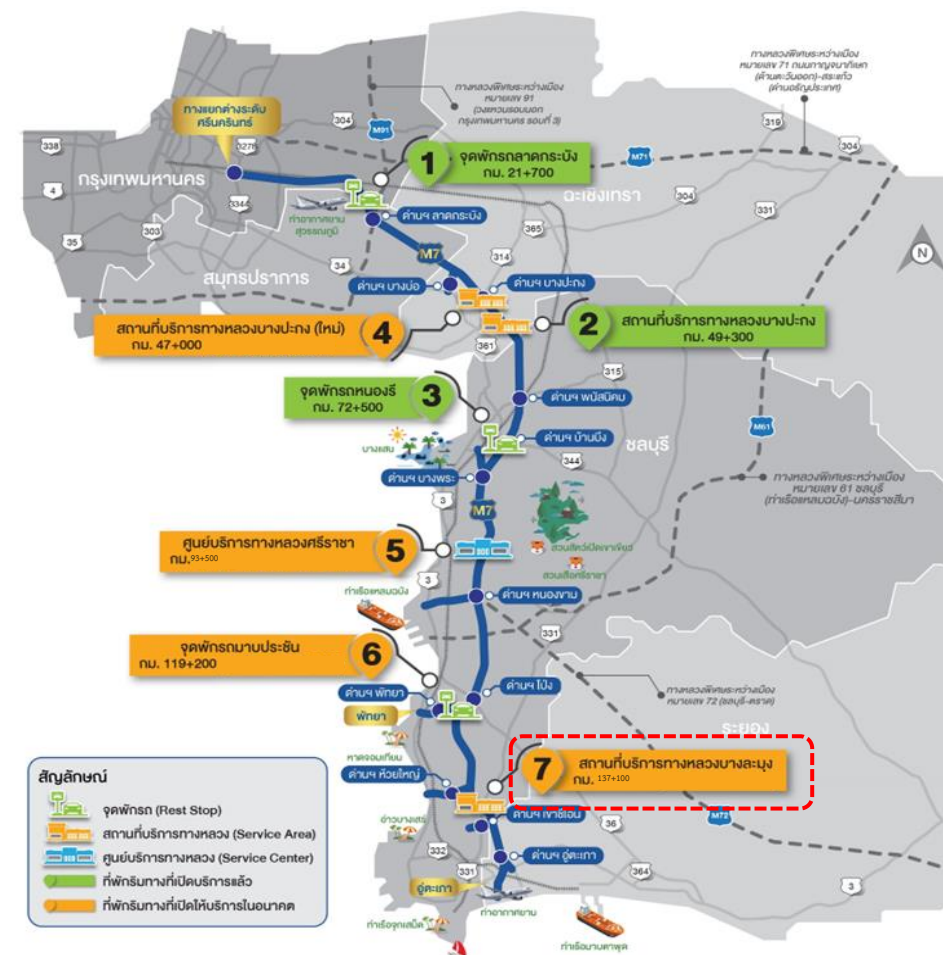 ทางหลวงพิเศษระหว่างเมือง
หมายเลข 71 ถนนกาญจนาภิเษก
(ด้านตะวันออก)-สระแก้ว
(ด่านอรัญประเทศ)
ทางหลวงพิเศษระหว่างเมือง
หมายเลข 91
(วงแหวนรอบนอก
กรุงเทพมหานคร รอบที่ 3)
ทางแยกต่างระดับ
ศรีนครินทร์
304
M91
319
304
338
3278
1
จุดพักรถลาดกระบัง
กม. 21+700
M71
กรุงเทพมหานคร
ฉะเชิงเทรา
4
3344
304
331
303
ท่าอากาศยาน
สุวรรณภูมิ
ด่านฯ ลาดกระบัง
365
35
34
M7
314
N
สมุทรปราการ
ด่านฯ บางบ่อ
ด่านฯ บางปะกง
สถานที่บริการทางหลวงบางปะกง (ใหม่)
กม. 47+000
4
2
สถานที่บริการทางหลวงบางปะกง
กม. 49+300
361
315
จุดพักรถหนองรี
กม. 72+500
3
ด่านฯ พนัสนิคม
M61
บางแสน
ด่านฯ บ้านบึง
ชลบุรี
344
ด่านฯ บางพระ
3
ทางหลวงพิเศษระหว่างเมือง
หมายเลข 61 ชลบุรี
(ท่าเรือแหลมฉบัง)-นครราชสีมา
M7
ศูนย์บริการทางหลวงศรีราชา
กม.93+500
5
สวนสัตว์เปิดเขาเขียว
สวนเสือศรีราชา
3
ท่าเรือแหลมฉบัง
ด่านฯ หนองขาม
331
จุดพักรถมาบประชัน
กม. 119+200
6
ด่านฯ พัทยา
ด่านฯ โป่ง
ทางหลวงพิเศษระหว่างเมือง
หมายเลข 72 (ชลบุรี-ตราด)
พัทยา
ระยอง
หาดจอมเทียน
7
สถานที่บริการทางหลวงบางละมุง
กม. 137+100
ด่านฯ ห้วยใหญ่
M72
ด่านฯ เขาชีโอน
36
อ่าวบางเสร่
332
ด่านฯ อู่ตะเภา
331
364
3
อู่ตะเภา
ท่าอากาศยาน
ท่าเรือจุกเสม็ด
ท่าเรือมาบตาพุด
สัญลักษณ์
จุดพักรถ (Rest Stop)
สถานที่บริการทางหลวง (Service Area)
ศูนย์บริการทางหลวง (Service Center)
ที่พักริมทางที่เปิดบริการแล้ว
ที่พักริมทางที่เปิดให้บริการในอนาคต